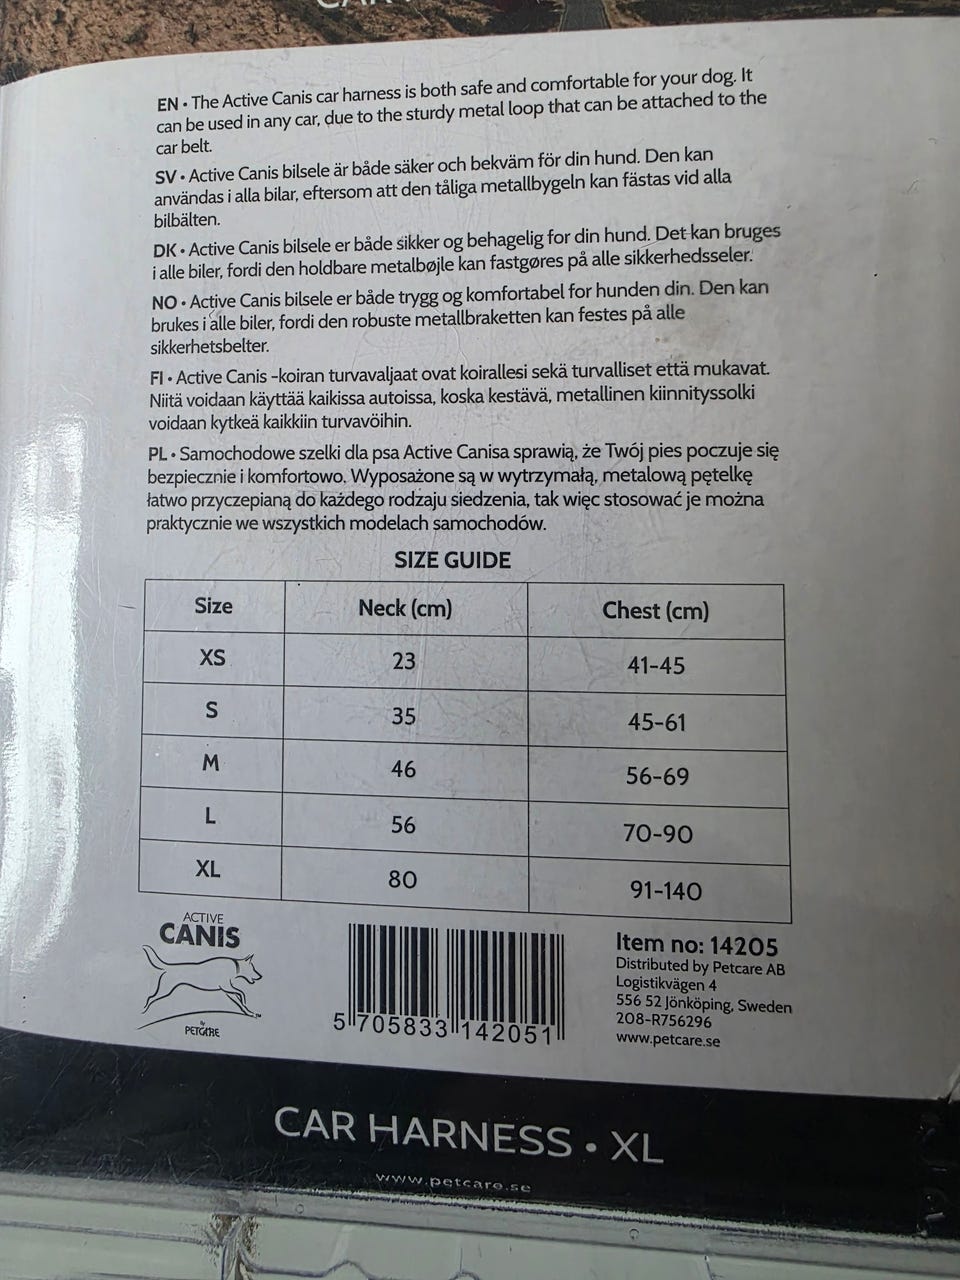 EN • The Active Canis car harness is both safe and comfortable for your dog. It
can be used in any car, due to the sturdy metal loop that can be attached to the
car belt.
SV • Active Canis bilsele är både säker och bekväm för din hund. Den kan
användas i alla bilar, eftersom att den tåliga metallbygeln kan fästas vid alla
bilbälten.
DK • Active Canis bilsele er både sikker og behagelig for din hund. Det kan bruges
i alle biler, fordi den holdbare metalbøjle kan fastgøres på alle sikkerhedsseler.
NO • Active Canis bilsele er både trygg og komfortabel for hunden din. Den kan
brukes i alle biler, fordi den robuste metallbraketten kan festes på alle
sikkerhetsbelter.
FI • Active Canis -koiran turvavaljaat ovat koirallesi sekä turvalliset että mukavat.
Niitä voidaan käyttää kaikissa autoissa, koska kestävä, metallinen kiinnityssolki
voidaan kytkeä kaikkiin turvavöihin.
PL • Samochodowe szelki dla psa Active Canisa sprawią, że Twój pies poczuje się
bezpiecznie i komfortowo. Wyposażone są w wytrzymałą, metalową pętelkę
łatwo przyczepianą do każdego rodzaju siedzenia, tak więc stosować je można
praktycznie we wszystkich modelach samochodów.
SIZE GUIDE
Size Neck (cm) Chest (cm)
XS 23 41-45
S 35 45-61
M 46 56-69
L 56 70-90
XL 80 91-140
ACTIVE
CANIS
by
PETCARE
5 705833 142051
Item no: 14205
Distributed by Petcare AB
Logistikvägen 4
556 52 Jönköping, Sweden
208-R756296
www.petcare.se
CAR HARNESS • XL
www.petcare.se